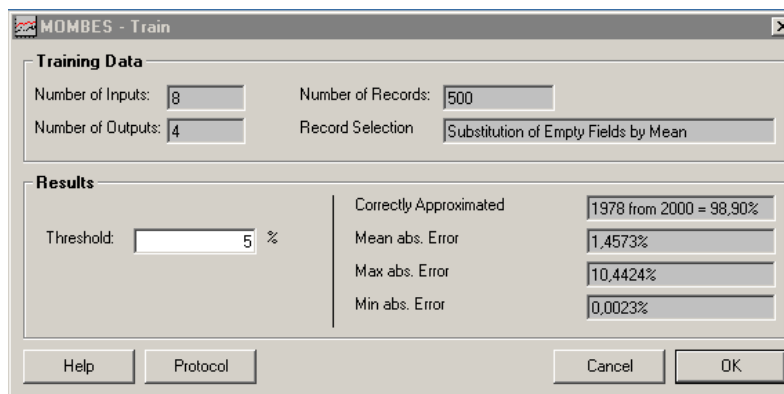 MOMBES - Train
Training Data
Number of Inputs: 8 Number of Records: 500
Number of Outputs: 4 Record Selection Substitution of Empty Fields by Mean
Results
Correctly Approximated 1978 from 2000 = 98,90%
Threshold: 5 % Mean abs. Error 1,4573%
Max abs. Error 10,4424%
Min abs. Error 0,0023%
Help Protocol Cancel OK